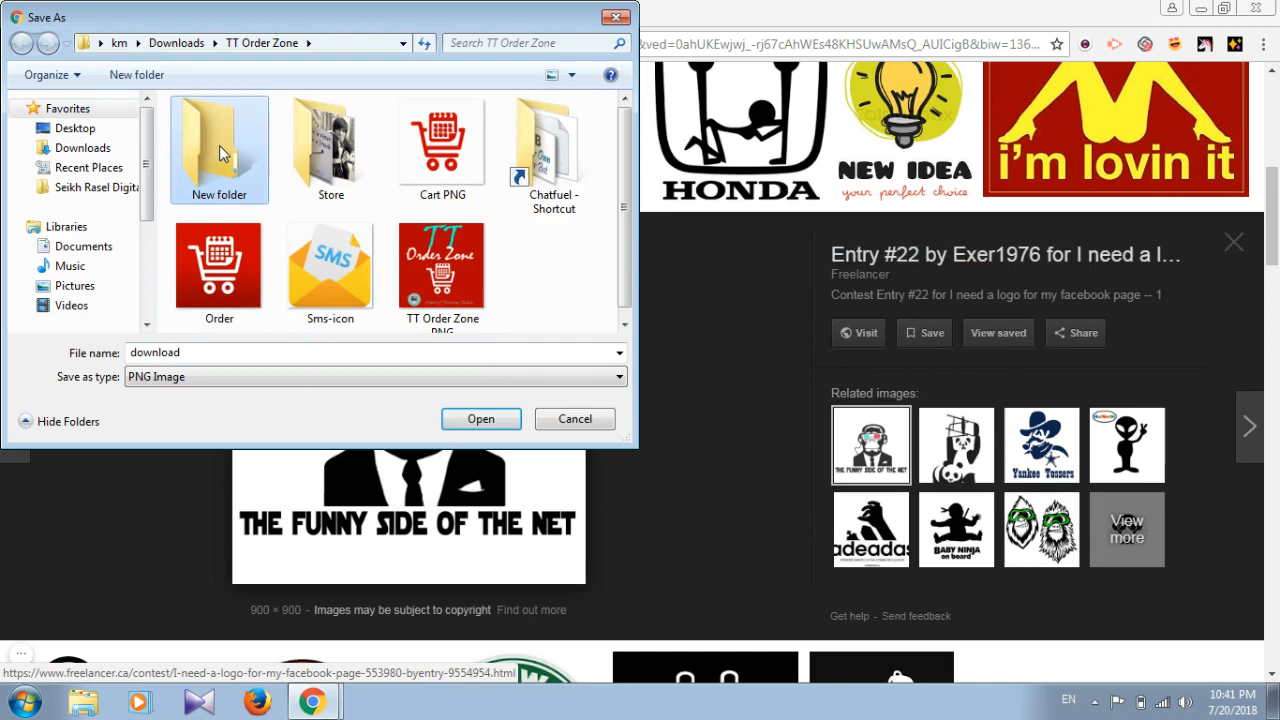 Save As
km
Downloads
TT Order Zone
Search TT Order Zone
ved=0ahUKEwjwj_-rj67cAhWEs48KHSUwAMsQ_AUICigB&biw=136...
Organize
New folder
Favorites
Desktop
Downloads
Recent Places
Seikh Rasel Digita
Libraries
Documents
Music
Pictures
Videos
New folder
Store
Cart PNG
Chatfuel -
Shortcut
SMS
TT
Order Zone
Order
Sms-icon
TT Order Zone
PNG
File name:
download
Save as type:
PNG Image
Hide Folders
Open
Cancel
HONDA
NEW IDEA
your perfect choice
i'm lovin it
Entry #22 by Exer1976 for I need a l...
Freelancer
Contest Entry #22 for I need a logo for my facebook page -- 1
Visit
Save
View saved
Share
Related images:
THE FUNNY SIDE OF THE NET
Yankee Tossers
adeadas
BABY NINJA
on board
View
more
THE FUNNY SIDE OF THE NET
900 × 900 - Images may be subject to copyright
Find out more
Get help - Send feedback
https://www.freelancer.ca/contest/I-need-a-logo-for-my-facebook-page-553980-byentry-9554954.html
EN
10:41 PM
7/20/2018